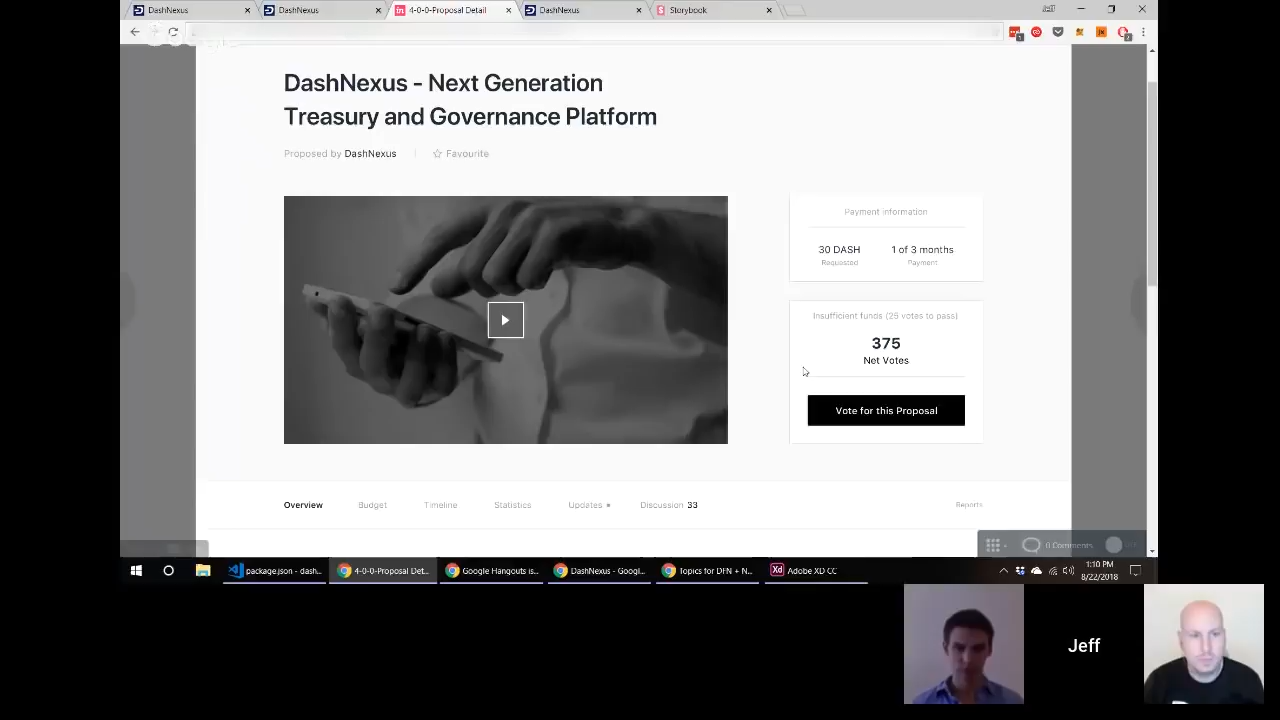 DashNexus
DashNexus
4-0-0-Proposal Detail
DashNexus
Storybook
Jeff
DashNexus - Next Generation
Treasury and Governance Platform
Proposed by DashNexus
Favourite
Payment information
30 DASH
1 of 3 months
Requested
Payment
Insufficient funds (25 votes to pass)
375
Net Votes
Vote for this Proposal
Overview
Budget
Timeline
Statistics
Updates
Discussion 33
Reports
0 Comments
package.json - dash...
4-0-0-Proposal Det...
Google Hangouts is...
DashNexus - Googl...
Topics for DFN + N...
Xd
Adobe XD CC
1:10 PM
8/22/2018
Jeff